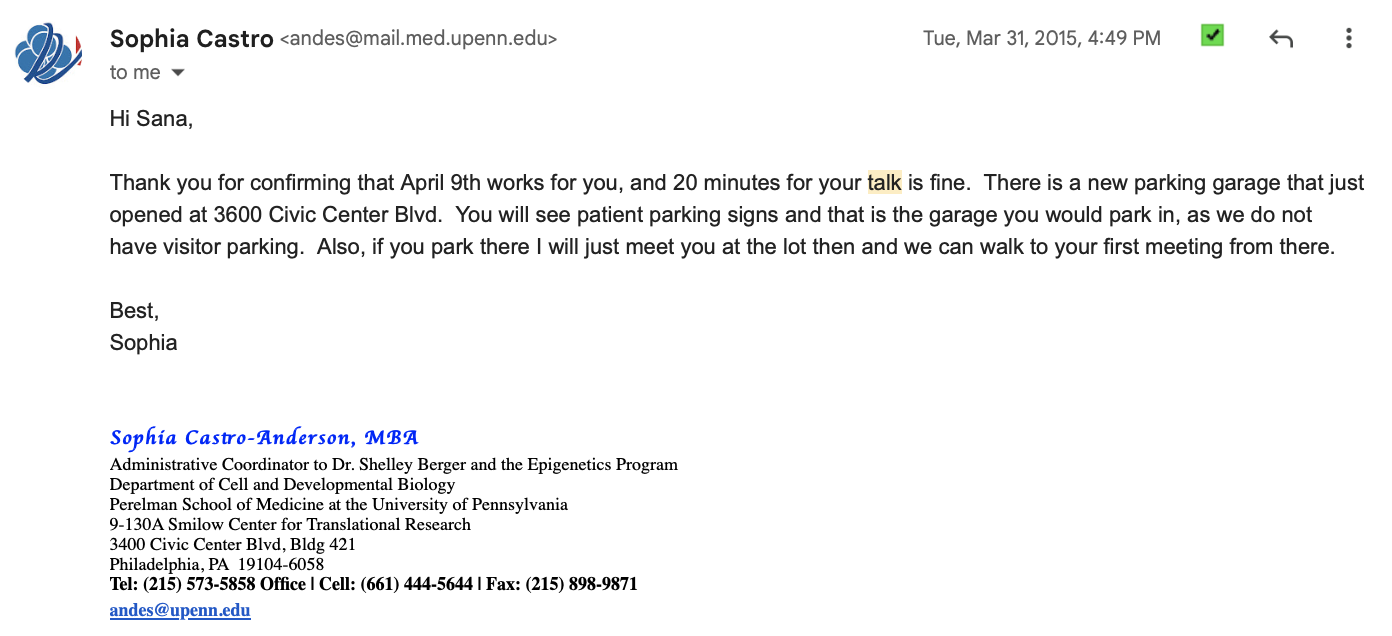 Sophia Castro <andes@mail.med.upenn.edu>
Tue, Mar 31, 2015, 4:49 PM
to me
Hi Sana,
Thank you for confirming that April 9th works for you, and 20 minutes for your talk is fine.  There is a new parking garage that just
opened at 3600 Civic Center Blvd.  You will see patient parking signs and that is the garage you would park in, as we do not
have visitor parking.  Also, if you park there I will just meet you at the lot then and we can walk to your first meeting from there.
Best,
Sophia
Sophia Castro-Anderson, MBA
Administrative Coordinator to Dr. Shelley Berger and the Epigenetics Program
Department of Cell and Developmental Biology
Perelman School of Medicine at the University of Pennsylvania
9-130A Smilow Center for Translational Research
3400 Civic Center Blvd, Bldg 421
Philadelphia, PA  19104-6058
Tel: (215) 573-5858 Office | Cell: (661) 444-5644 | Fax: (215) 898-9871
andes@upenn.edu